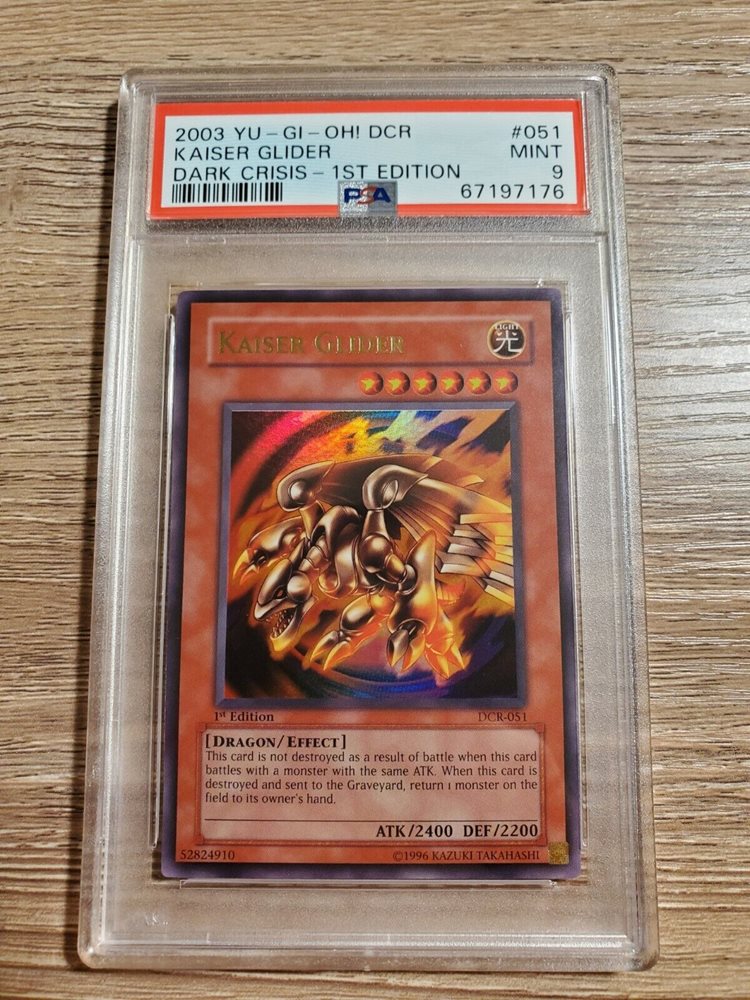 2003 YU-GI-OH! DCR #051
KAISER GLIDER MINT
DARK CRISIS-1ST EDITION 9
PSA 67197176
KAISER GLIDER
LIGHT
光
1st Edition DCR-051
[DRAGON/EFFECT]
This card is not destroyed as a result of battle when this card
battles with a monster with the same ATK. When this card is
destroyed and sent to the Graveyard, return 1 monster on the
field to its owner's hand.
ATK/2400 DEF/2200
52824910 ©1996 KAZUKI TAKAHASHI